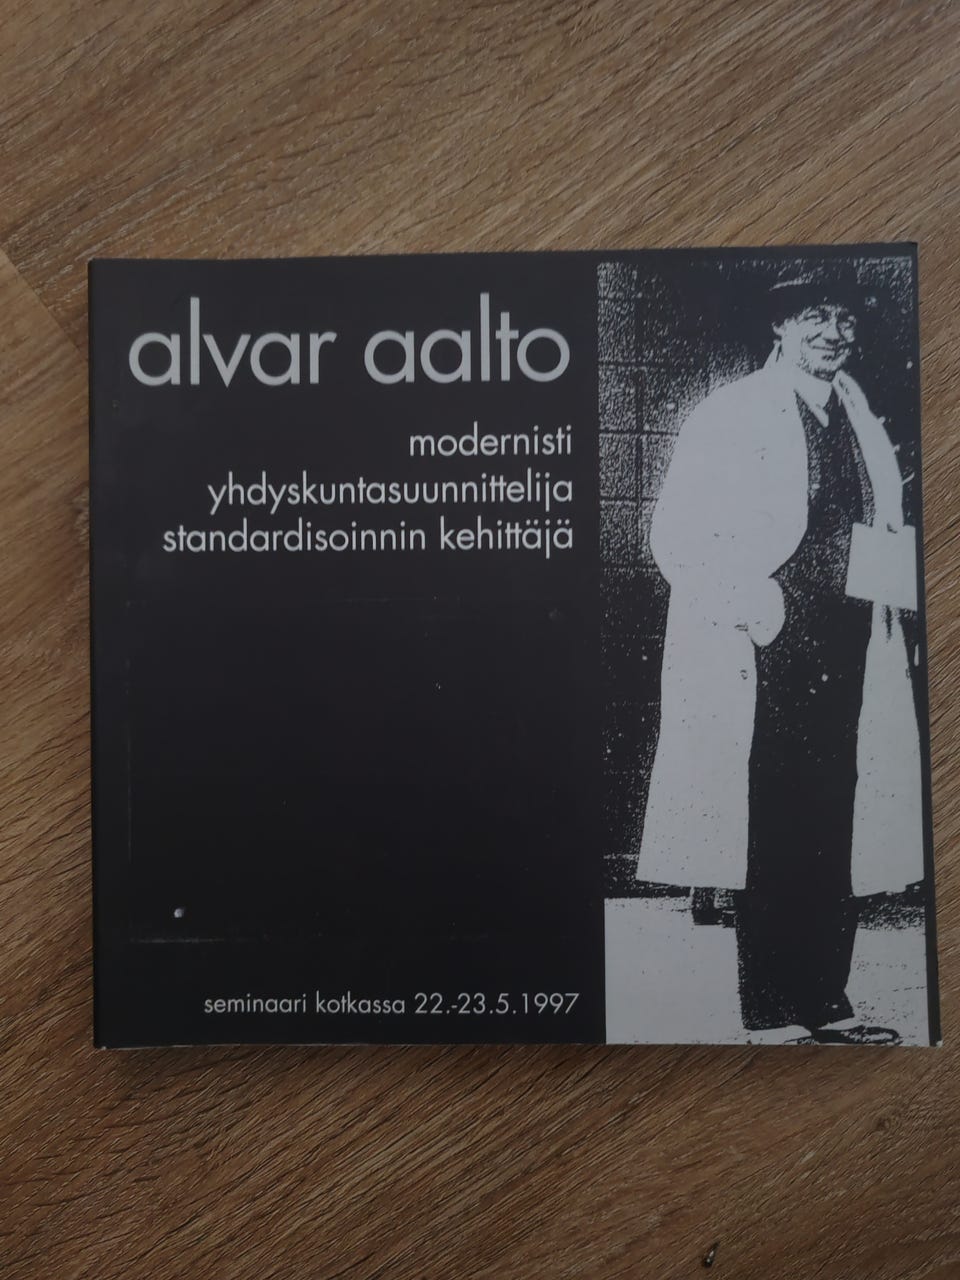 alvar aalto
modernisti
yhdyskuntasuunnittelija
standardisoinnin kehittäjä
seminaari kotkassa 22.-23.5.1997